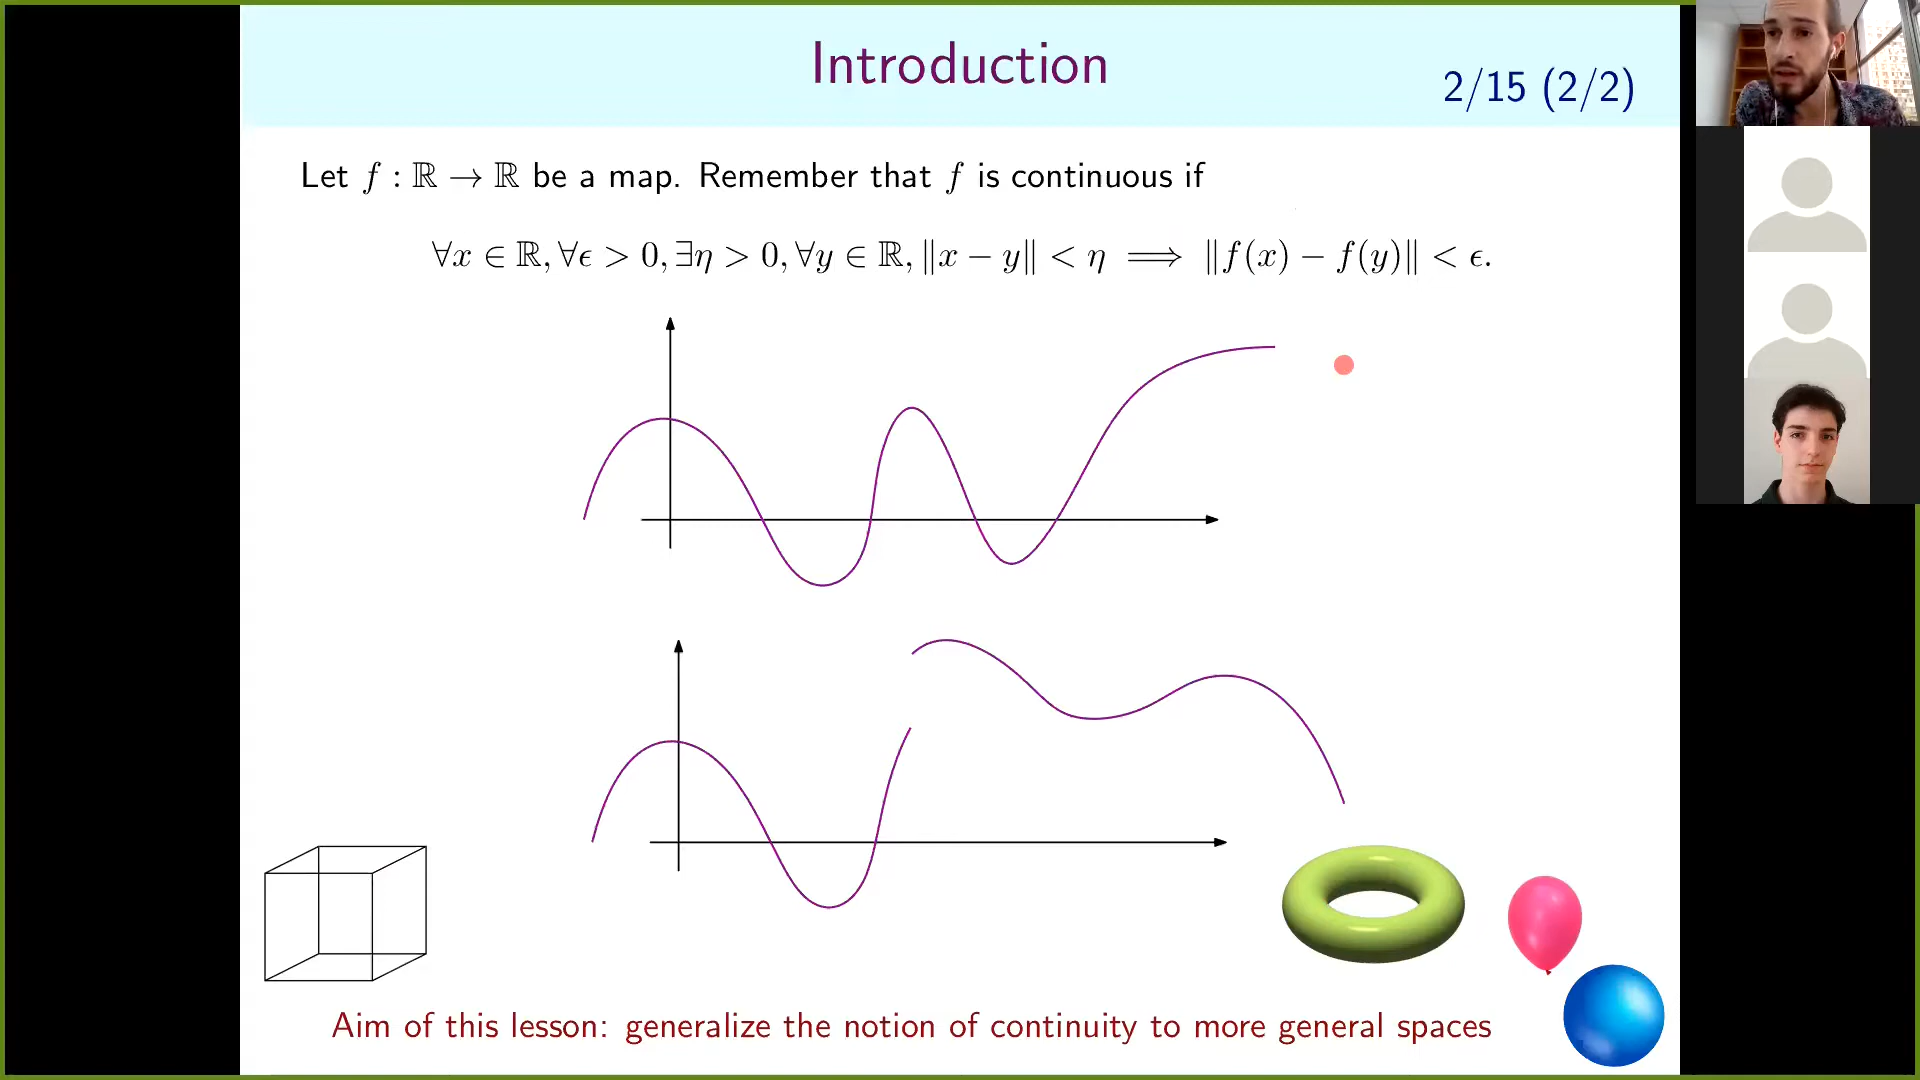 Introduction
2/15 (2/2)
Let f : ℝ → ℝ be a map. Remember that f is continuous if
∀x ∈ ℝ, ∀ϵ > 0, ∃η > 0, ∀y ∈ ℝ, ‖x − y‖ < η ⟹ ‖f(x) − f(y)‖ < ϵ.
Aim of this lesson: generalize the notion of continuity to more general spaces